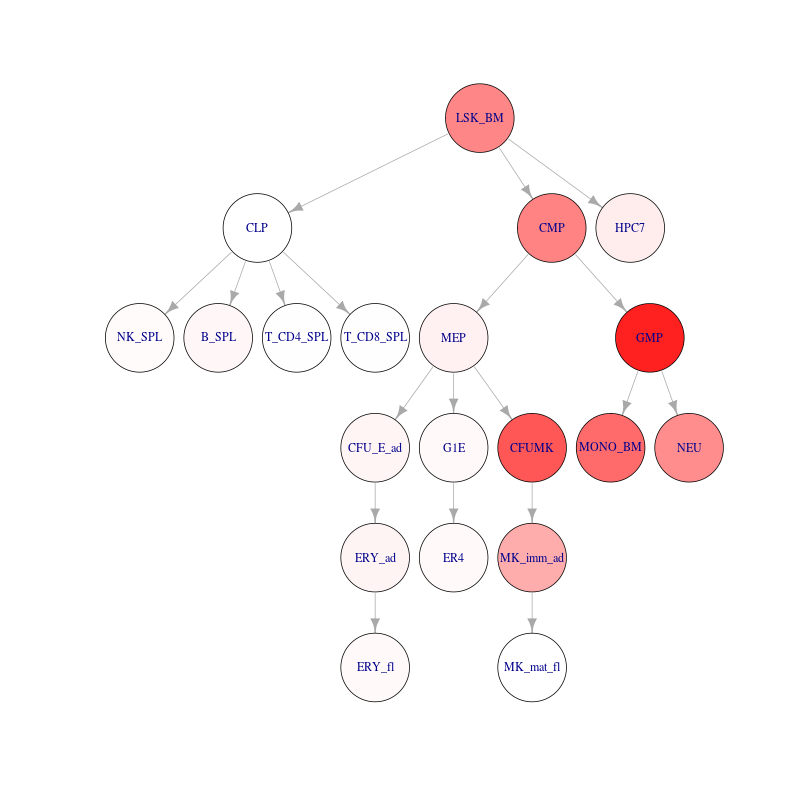 LSK_BM
CLP
CMP
HPC7
NK_SPL
B_SPL
T_CD4_SPL
T_CD8_SPL
MEP
GMP
CFU_E_ad
G1E
CFUMK
MONO_BM
NEU
ERY_ad
ER4
MK_imm_ad
ERY_fl
MK_mat_fl